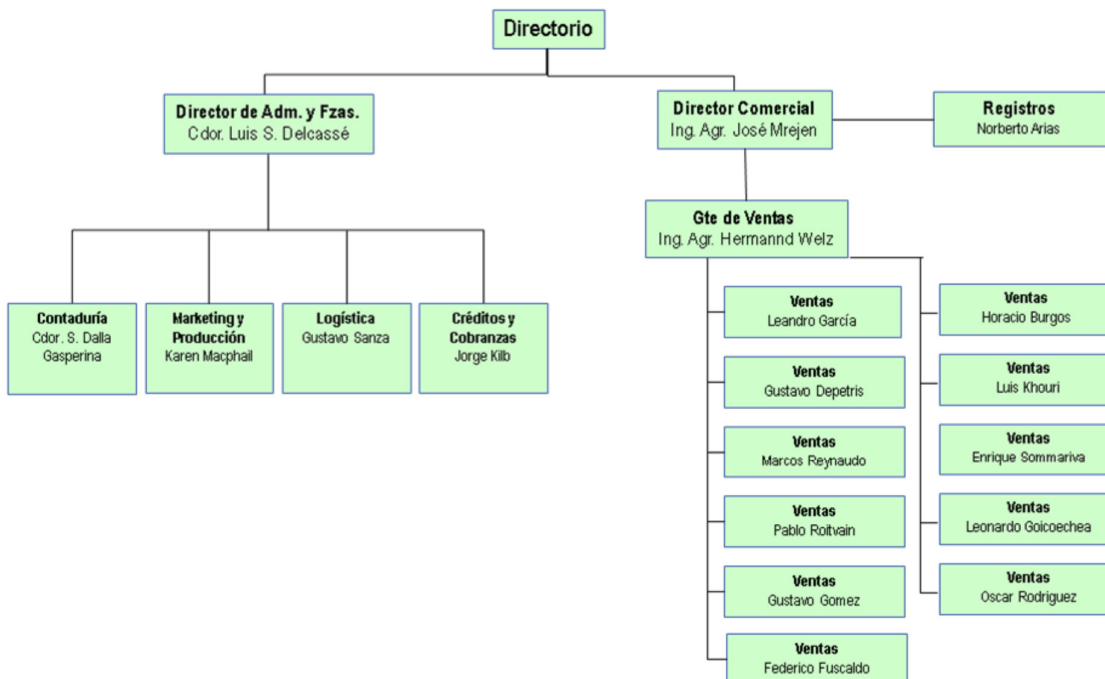 Directorio
Director de Adm. y Fzas.
Cdor. Luis S. Delcassé
Director Comercial
Ing. Agr. José Mrejen
Registros
Norberto Arias
Gte de Ventas
Ing. Agr. Hermannd Welz
Contaduría
Cdor. S. Dalla
Gasperina
Marketing y
Producción
Karen Macphail
Logística
Gustavo Sanza
Créditos y
Cobranzas
Jorge Kilb
Ventas
Leandro García
Ventas
Gustavo Depetris
Ventas
Marcos Reynaudo
Ventas
Pablo Roitvain
Ventas
Gustavo Gomez
Ventas
Federico Fuscaldo
Ventas
Horacio Burgos
Ventas
Luis Khouri
Ventas
Enrique Sommariva
Ventas
Leonardo Goicoechea
Ventas
Oscar Rodriguez